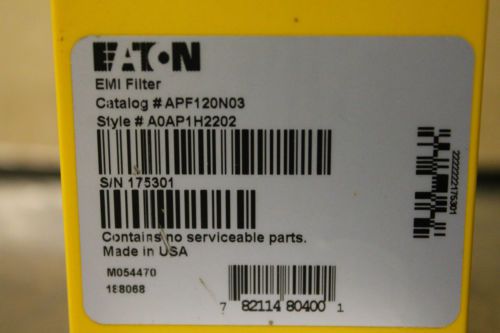 EATON
EMI Filter
Catalog # APF120N03
Style # A0AP1H2202
S/N 175301
Contains no serviceable parts.
Made in USA
M054470
188068
7 82114 80400 1
2222222175301